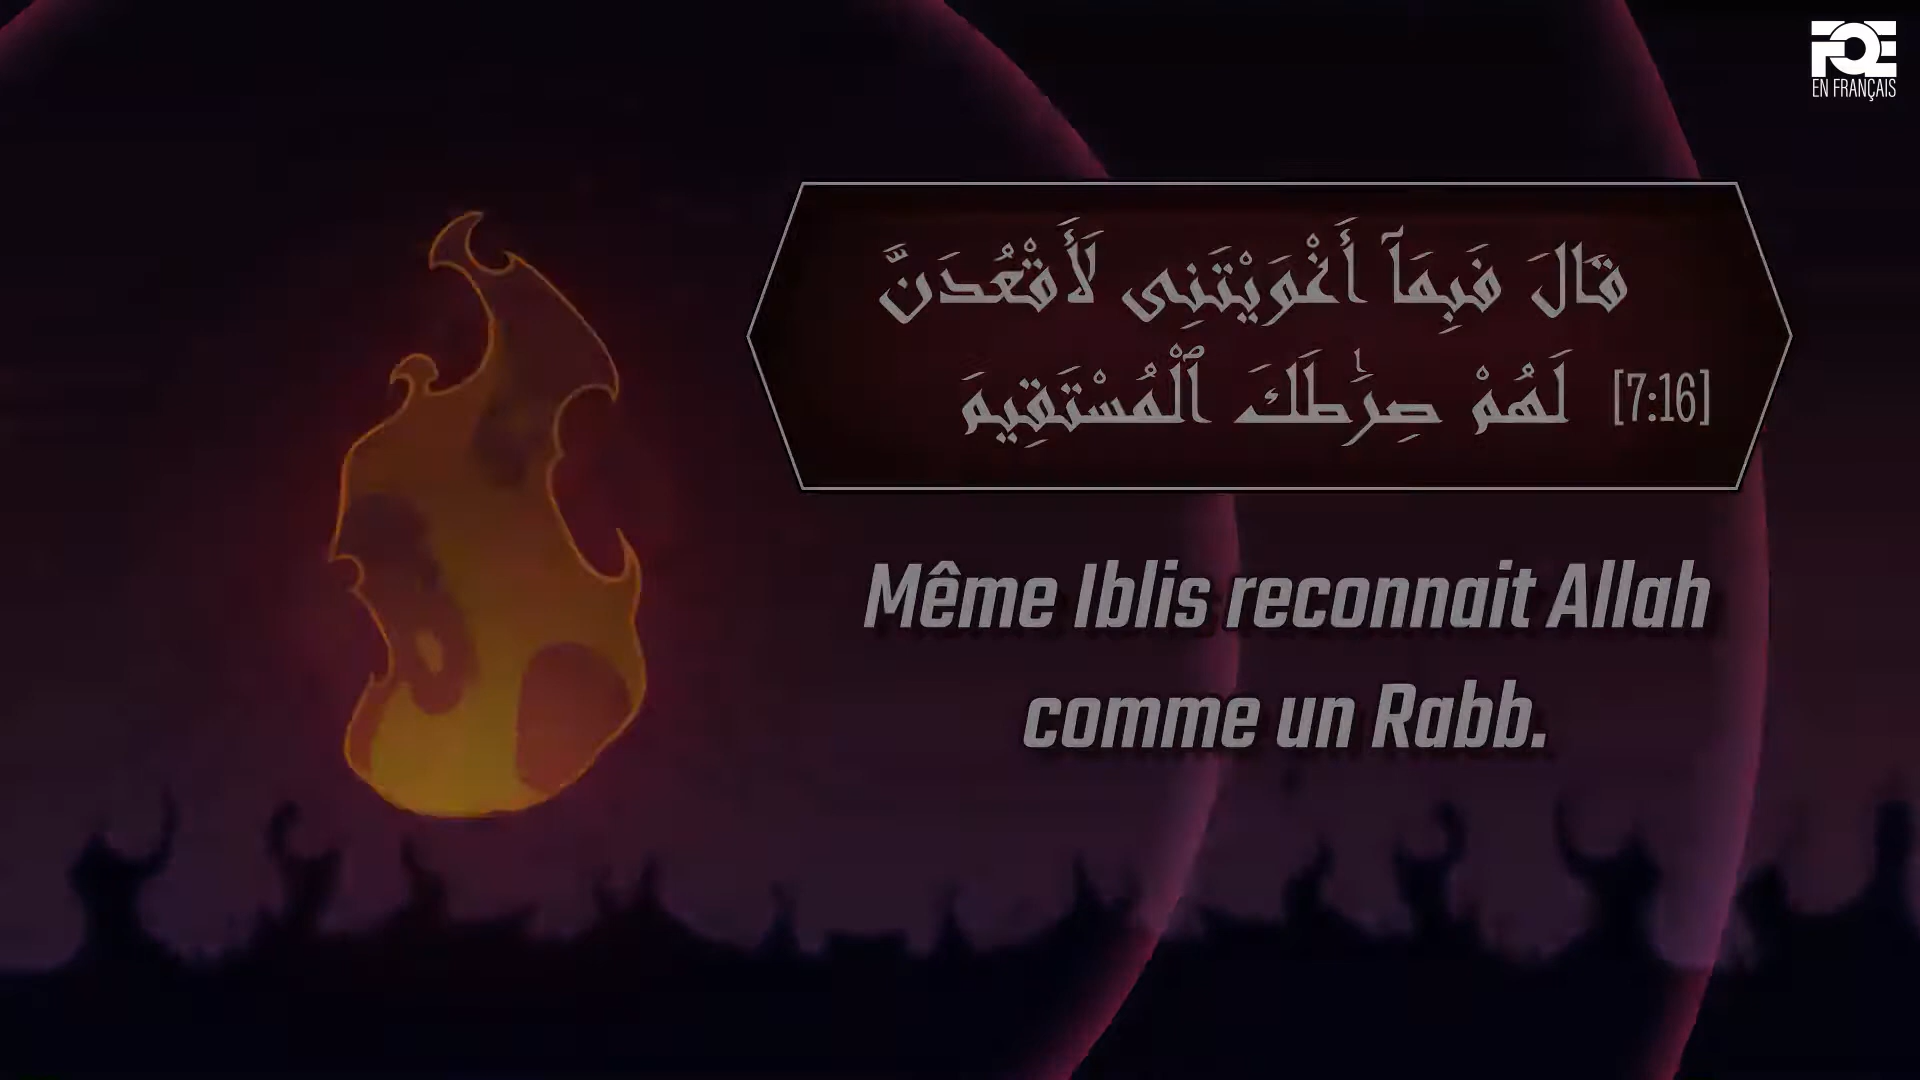 FQE
EN FRANÇAIS
قَالَ فَبِمَآ أَغْوَيْتَنِى لَأَقْعُدَنَّ
لَهُمْ صِرَٰطَكَ ٱلْمُسْتَقِيمَ [7:16]
Même Iblis reconnait Allah
comme un Rabb.